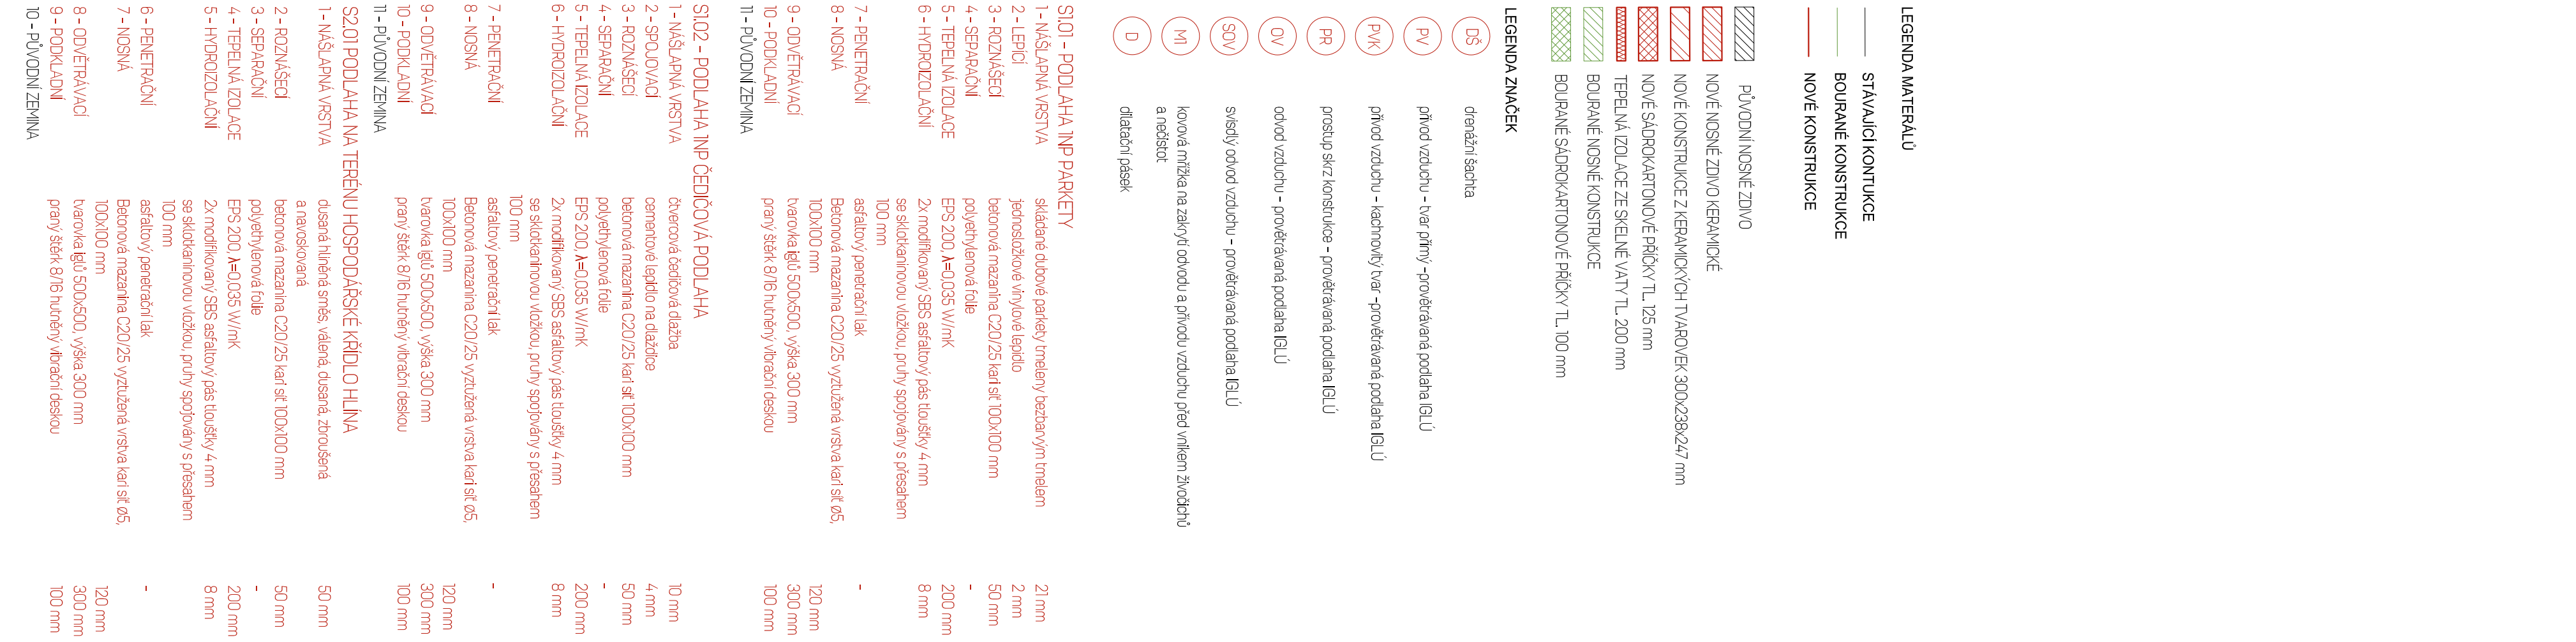 LEGENDA MATERÁLŮ
STÁVAJÍCÍ KONTUKCE
BOURANÉ KONSTRUKCE
NOVÉ KONSTRUKCE
PŮVODNÍ NOSNÉ ZDIVO
NOVÉ NOSNÉ ZDIVO KERAMICKÉ
NOVÉ KONSTRUKCE Z KERAMICKÝCH TVAROVEK 300x238x247 mm
NOVÉ SÁDROKARTONOVÉ PŘÍČKY TL. 125 mm
TEPELNÁ IZOLACE ZE SKELNÉ VATY TL. 200 mm
BOURANÉ NOSNÉ KONSTRUKCE
BOURANÉ SÁDROKARTONOVÉ PŘÍČKY TL. 100 mm
LEGENDA ZNAČEK
DŠ drenážní šachta
PV přívod vzduchu - tvar přímý -provětrávaná podlaha IGLÚ
PVK přívod vzduchu - kachnovitý tvar -provětrávaná podlaha IGLÚ
PR prostup skrz konstrukce - provětrávaná podlaha IGLÚ
OV odvod vzduchu - provětrávaná podlaha IGLÚ
SOV svisdlý odvod vzduchu - provětrávaná podlaha IGLÚ
M1 kovová mřížka na zakrytí odvodu a přívodu vzduchu před vnikem živočichů
a nečistot
D dilatační pásek
S1.01 - PODLAHA 1NP PARKETY
1 - NÁŠLAPNÁ VRSTVA skládané dubové parkety tmeleny bezbarvým tmelem 21 mm
2 - LEPÍCÍ jednosložkové vinylové lepidlo 2 mm
3 - ROZNÁŠECÍ betonová mazanina C20/25 kari síť 100x100 mm 50 mm
4 - SEPARAČNÍ polyethylenová folie -
5 - TEPELNÁ IZOLACE EPS 200, λ=0,035 W/mK 200 mm
6 - HYDROIZOLAČNÍ 2x modifikovaný SBS asfaltový pás tloušťky 4 mm 8 mm
se sklotkaninovou vložkou, pruhy spojovány s přesahem
100 mm
7 - PENETRAČNÍ asfaltový penetrační lak -
8 - NOSNÁ Betonová mazanina C20/25 vyztužená vrstva kari síť Ø5,
100x100 mm 120 mm
9 - ODVĚTRÁVACÍ tvarovka iglů 500x500, výška 300 mm 300 mm
10 - PODKLADNÍ praný štěrk 8/16 hutněný vibrační deskou 100 mm
11 - PŮVODNÍ ZEMINA
S1.02 - PODLAHA 1NP ČEDIČOVÁ PODLAHA
1 - NÁŠLAPNÁ VRSTVA čtvercová čedičová dlažba 10 mm
2 - SPOJOVACÍ cementové lepidlo na dlaždice 4 mm
3 - ROZNÁŠECÍ betonová mazanina C20/25 kari síť 100x100 mm 50 mm
4 - SEPARAČNÍ polyethylenová folie -
5 - TEPELNÁ IZOLACE EPS 200, λ=0,035 W/mK 200 mm
6 - HYDROIZOLAČNÍ 2x modifikovaný SBS asfaltový pás tloušťky 4 mm 8 mm
se sklotkaninovou vložkou, pruhy spojovány s přesahem
100 mm
7 - PENETRAČNÍ asfaltový penetrační lak -
8 - NOSNÁ Betonová mazanina C20/25 vyztužená vrstva kari síť Ø5,
100x100 mm 120 mm
9 - ODVĚTRÁVACÍ tvarovka iglů 500x500, výška 300 mm 300 mm
10 - PODKLADNÍ praný štěrk 8/16 hutněný vibrační deskou 100 mm
11 - PŮVODNÍ ZEMINA
S2.01 PODLAHA NA TERÉNU HOSPODÁŘSKÉ KŘÍDLO HLÍNA
1 - NÁŠLAPNÁ VRSTVA dusaná hliněná směs, válená, dusaná, zbroušená 50 mm
a navoskovaná
2 - ROZNÁŠECÍ betonová mazanina C20/25 kari síť 100x100 mm 50 mm
3 - SEPARAČNÍ polyethylenová folie -
4 - TEPELNÁ IZOLACE EPS 200, λ=0,035 W/mK 200 mm
5 - HYDROIZOLAČNÍ 2x modifikovaný SBS asfaltový pás tloušťky 4 mm 8 mm
se sklotkaninovou vložkou, pruhy spojovány s přesahem
100 mm
6 - PENETRAČNÍ asfaltový penetrační lak -
7 - NOSNÁ Betonová mazanina C20/25 vyztužená vrstva kari síť Ø5,
100x100 mm 120 mm
8 - ODVĚTRÁVACÍ tvarovka iglů 500x500, výška 300 mm 300 mm
9 - PODKLADNÍ praný štěrk 8/16 hutněný vibrační deskou 100 mm
10 - PŮVODNÍ ZEMINA